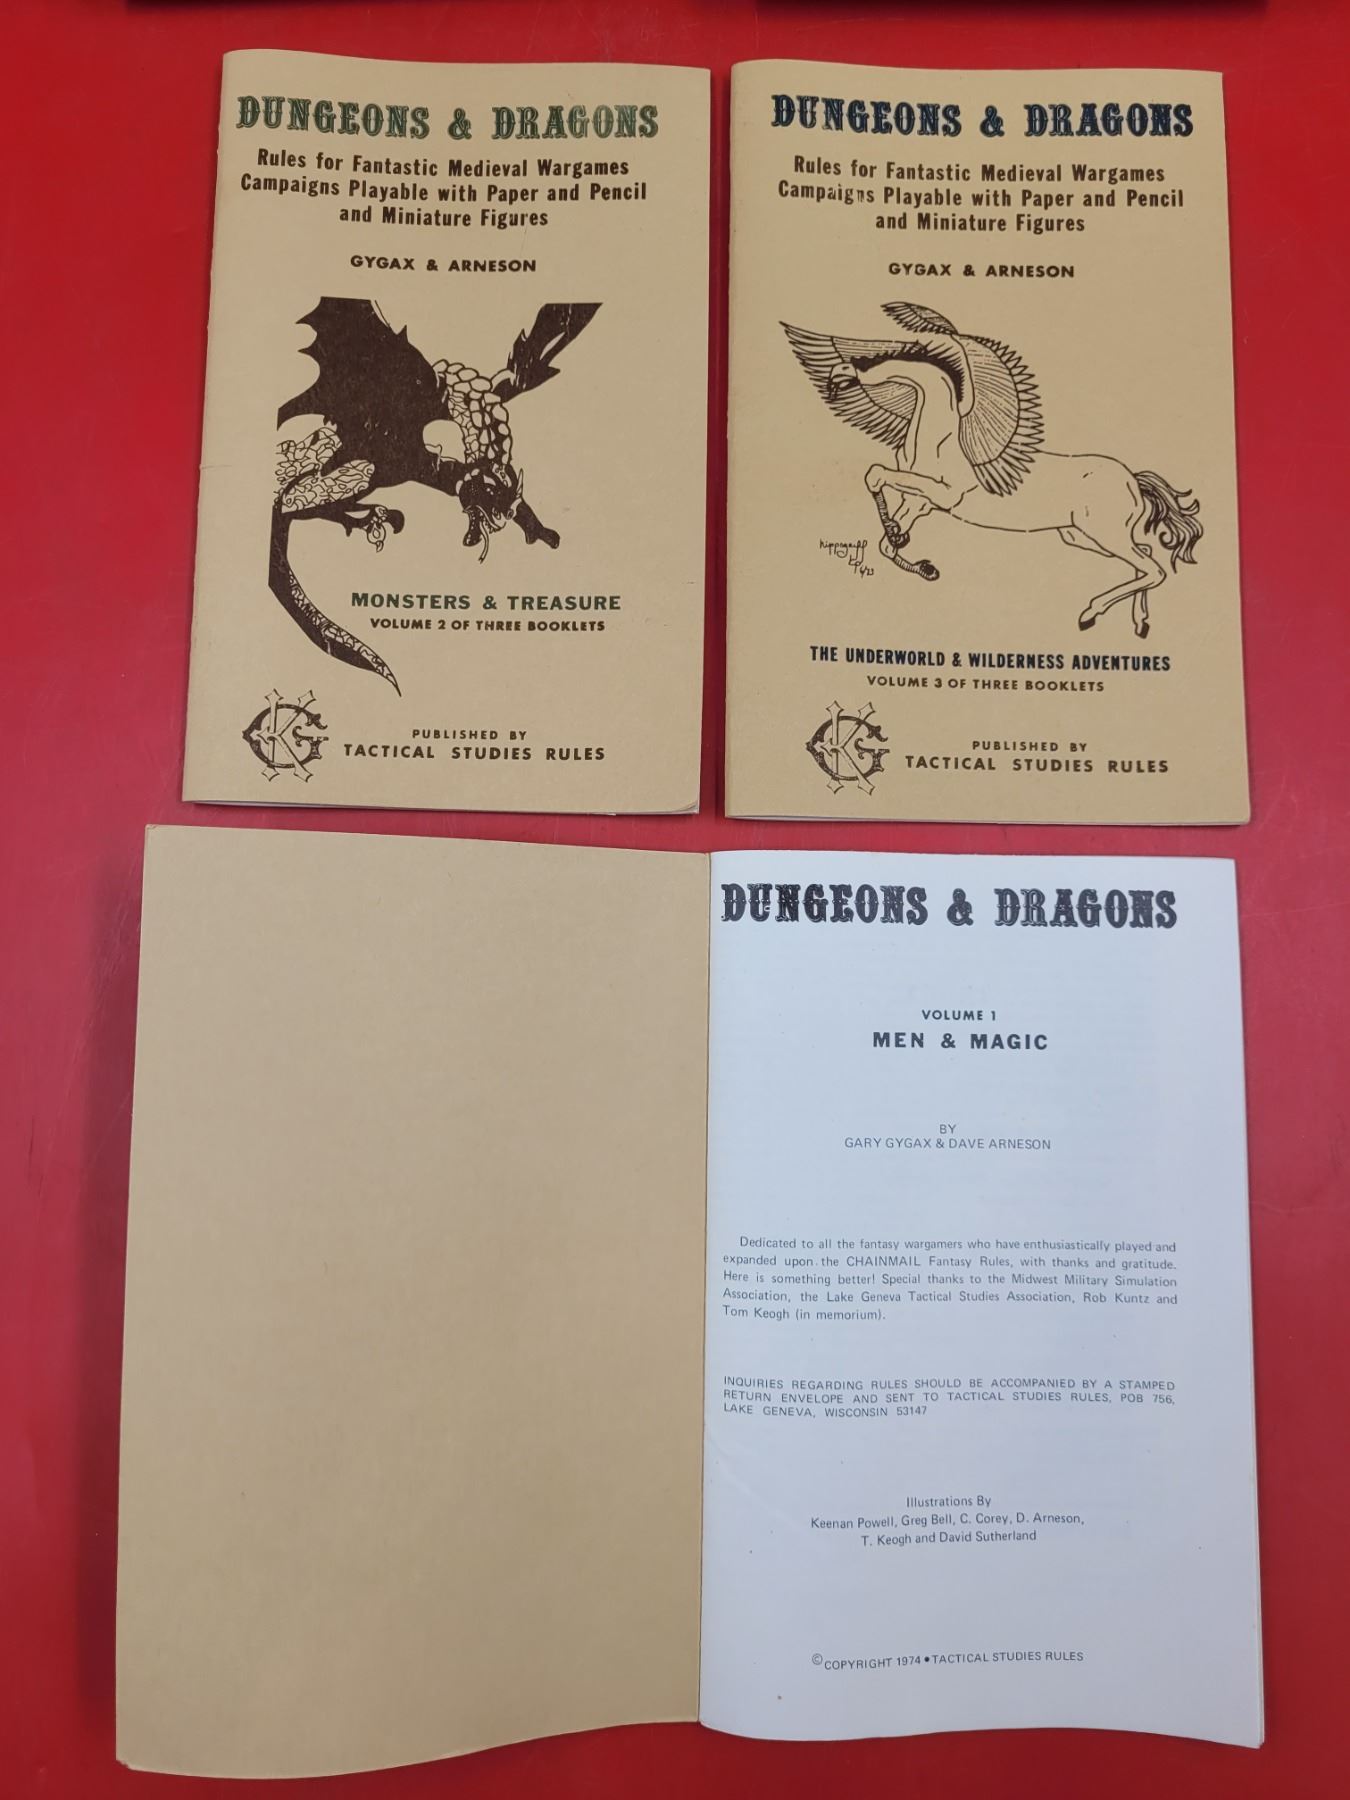 DUNGEONS & DRAGONS
Rules for Fantastic Medieval Wargames
Campaigns Playable with Paper and Pencil
and Miniature Figures
GYGAX & ARNESON
MONSTERS & TREASURE
VOLUME 2 OF THREE BOOKLETS
GK
PUBLISHED BY
TACTICAL STUDIES RULES
DUNGEONS & DRAGONS
Rules for Fantastic Medieval Wargames
Campaigns Playable with Paper and Pencil
and Miniature Figures
GYGAX & ARNESON
hippogriff
THE UNDERWORLD & WILDERNESS ADVENTURES
VOLUME 3 OF THREE BOOKLETS
GK
PUBLISHED BY
TACTICAL STUDIES RULES
DUNGEONS & DRAGONS
VOLUME 1
MEN & MAGIC
BY
GARY GYGAX & DAVE ARNESON
Dedicated to all the fantasy wargamers who have enthusiastically played and
expanded upon the CHAINMAIL Fantasy Rules, with thanks and gratitude.
Here is something better! Special thanks to the Midwest Military Simulation
Association, the Lake Geneva Tactical Studies Association, Rob Kuntz and
Tom Keogh (in memorium).
INQUIRIES REGARDING RULES SHOULD BE ACCOMPANIED BY A STAMPED
RETURN ENVELOPE AND SENT TO TACTICAL STUDIES RULES, POB 756,
LAKE GENEVA, WISCONSIN 53147
Illustrations By
Keenan Powell, Greg Bell, C. Corey, D. Arneson,
T. Keogh and David Sutherland
©COPYRIGHT 1974 • TACTICAL STUDIES RULES